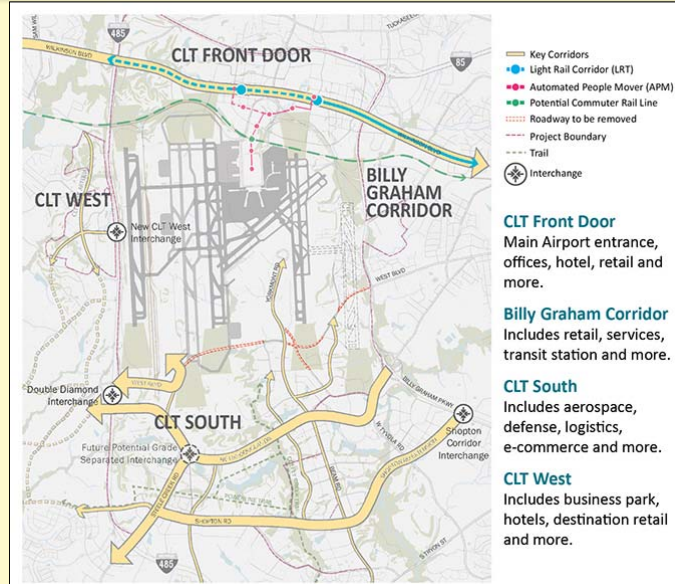 485
CLT FRONT DOOR
WILKINSON BLVD
85
WILKINSON BLVD
CLT WEST
BILLY
GRAHAM
CORRIDOR
New CLT West
Interchange
WEST BLVD
Double Diamond
Interchange
CLT SOUTH
BILLY GRAHAM PKWY
Shopton
Corridor
Interchange
Future Potential Grade
Separated Interchange
485
Key Corridors
Light Rail Corridor (LRT)
Automated People Mover (APM)
Potential Commuter Rail Line
Roadway to be removed
Project Boundary
Trail
Interchange
CLT Front Door
Main Airport entrance,
offices, hotel, retail and
more.
Billy Graham Corridor
Includes retail, services,
transit station and more.
CLT South
Includes aerospace,
defense, logistics,
e-commerce and more.
CLT West
Includes business park,
hotels, destination retail
and more.